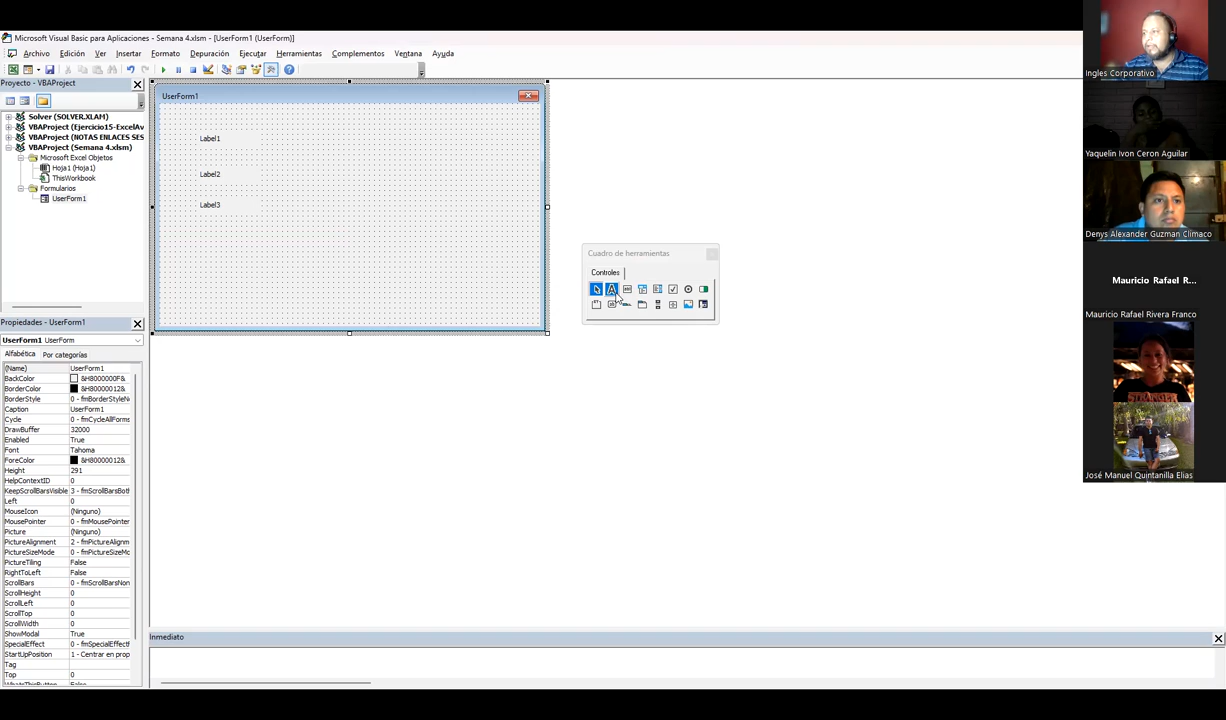 Microsoft Visual Basic para Aplicaciones - Semana 4.xlsm - [UserForm1 (UserForm)]
Archivo Edición Ver Insertar Formato Depuración Ejecutar Herramientas Complementos Ventana Ayuda
Proyecto - VBAProject
Solver (SOLVER.XLAM)
VBAProject (Ejercicio15-ExcelAv
VBAProject (NOTAS ENLACES SES
VBAProject (Semana 4.xlsm)
Microsoft Excel Objetos
Hoja1 (Hoja1)
ThisWorkbook
Formularios
UserForm1
Propiedades - UserForm1
UserForm1 UserForm
Alfabética Por categorías
(Name) UserForm1
BackColor &H8000000F&
BorderColor &H80000012&
BorderStyle 0 - fmBorderStyleN
Caption UserForm1
Cycle 0 - fmCycleAllForms
DrawBuffer 32000
Enabled True
Font Tahoma
ForeColor &H80000012&
Height 291
HelpContextID 0
KeepScrollBarsVisible 3 - fmScrollBarsBoth
Left 0
MouseIcon (Ninguno)
MousePointer 0 - fmMousePointer
Picture (Ninguno)
PictureAlignment 2 - fmPictureAlignm
PictureSizeMode 0 - fmPictureSizeMo
PictureTiling False
RightToLeft False
ScrollBars 0 - fmScrollBarsNon
ScrollHeight 0
ScrollLeft 0
ScrollTop 0
ScrollWidth 0
ShowModal True
SpecialEffect 0 - fmSpecialEffectF
StartUpPosition 1 - Centrar en prop
Tag
Top 0
WhatsThisButton False
UserForm1
Label1
Label2
Label3
Cuadro de herramientas
Controles
Inmediato
Ingles Corporativo
Yaquelin Ivon Ceron Aguilar
Denys Alexander Guzman Climaco
Mauricio Rafael R...
Mauricio Rafael Rivera Franco
STRANGER
José Manuel Quintanilla Elias